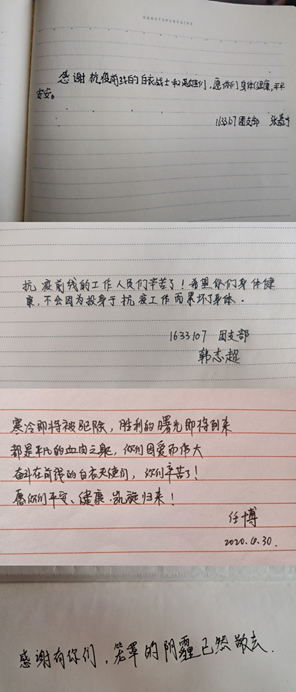 感谢抗疫前线的白衣战士和英雄们,愿你们身体健康,平平
安安。
163307 团支部
抗疫前线的工作人员们辛苦了!希望你们身体健
康,不会因为投身于抗疫工作而累坏了身体。
1633107 团支部
韩志超
寒冷即将被驱除,胜利的曙光即将到来
都是平凡的血肉之躯,你们因爱而伟大
奋斗在前线的白衣天使们,你们辛苦了!
愿你们平安、健康、凯旋归来!
任博
2020.4.30.
感谢有你们,笼罩的阴霾已然散去